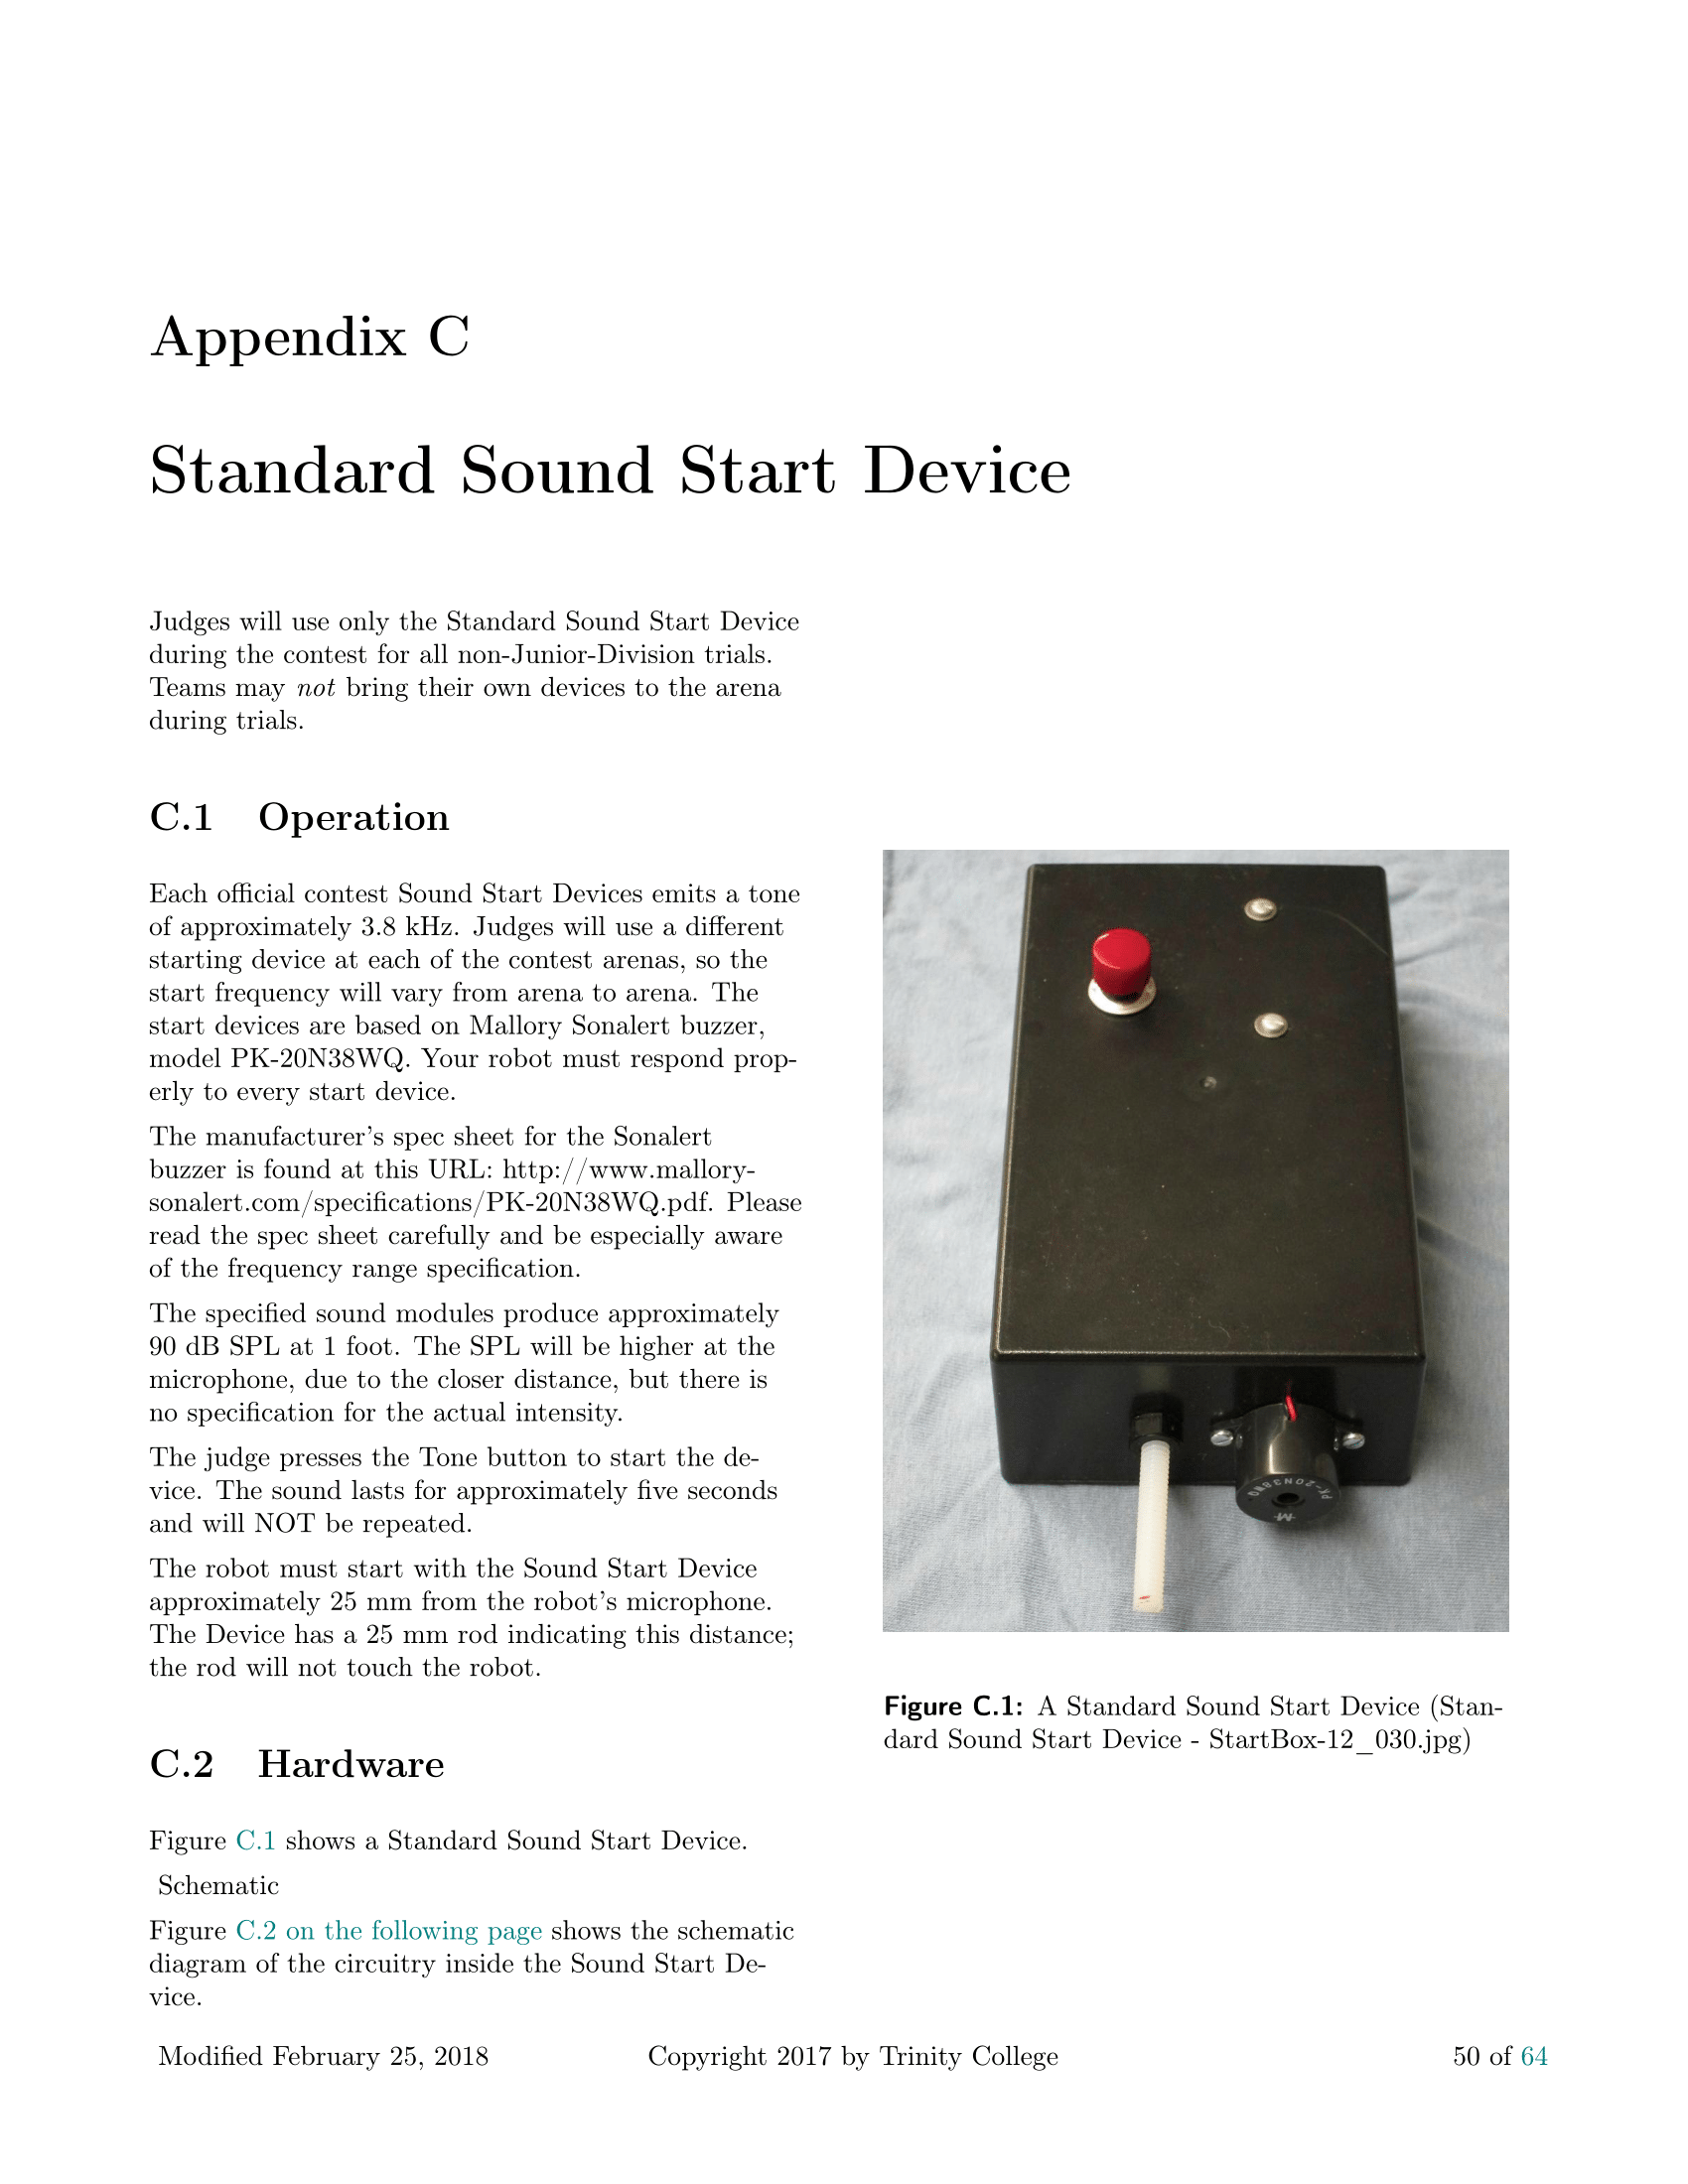 Appendix C
Standard Sound Start Device
Judges will use only the Standard Sound Start Device
during the contest for all non-Junior-Division trials.
Teams may not bring their own devices to the arena
during trials.
C.1 Operation
Each official contest Sound Start Devices emits a tone
of approximately 3.8 kHz. Judges will use a different
starting device at each of the contest arenas, so the
start frequency will vary from arena to arena. The
start devices are based on Mallory Sonalert buzzer,
model PK-20N38WQ. Your robot must respond prop-
erly to every start device.
The manufacturer's spec sheet for the Sonalert
buzzer is found at this URL: http://www.mallory-
sonalert.com/specifications/PK-20N38WQ.pdf. Please
read the spec sheet carefully and be especially aware
of the frequency range specification.
The specified sound modules produce approximately
90 dB SPL at 1 foot. The SPL will be higher at the
microphone, due to the closer distance, but there is
no specification for the actual intensity.
The judge presses the Tone button to start the de-
vice. The sound lasts for approximately five seconds
and will NOT be repeated.
The robot must start with the Sound Start Device
approximately 25 mm from the robot's microphone.
The Device has a 25 mm rod indicating this distance;
the rod will not touch the robot.
C.2 Hardware
Figure C.1 shows a Standard Sound Start Device.
Schematic
Figure C.2 on the following page shows the schematic
diagram of the circuitry inside the Sound Start De-
vice.
PK-20N38WQ
M
Figure C.1: A Standard Sound Start Device (Stan-
dard Sound Start Device - StartBox-12_030.jpg)
Modified February 25, 2018 Copyright 2017 by Trinity College 50 of 64